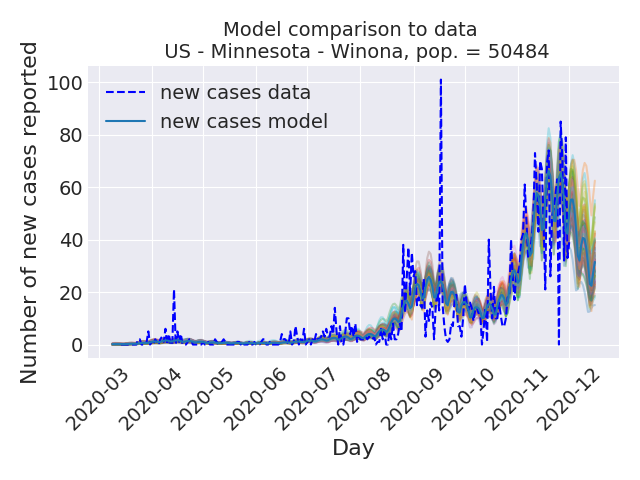 Model comparison to data
US - Minnesota - Winona, pop. = 50484
Number of new cases reported
100
80
60
40
20
0
new cases data
new cases model
2020-03
2020-04
2020-05
2020-06
2020-07
2020-08
2020-09
2020-10
2020-11
2020-12
Day